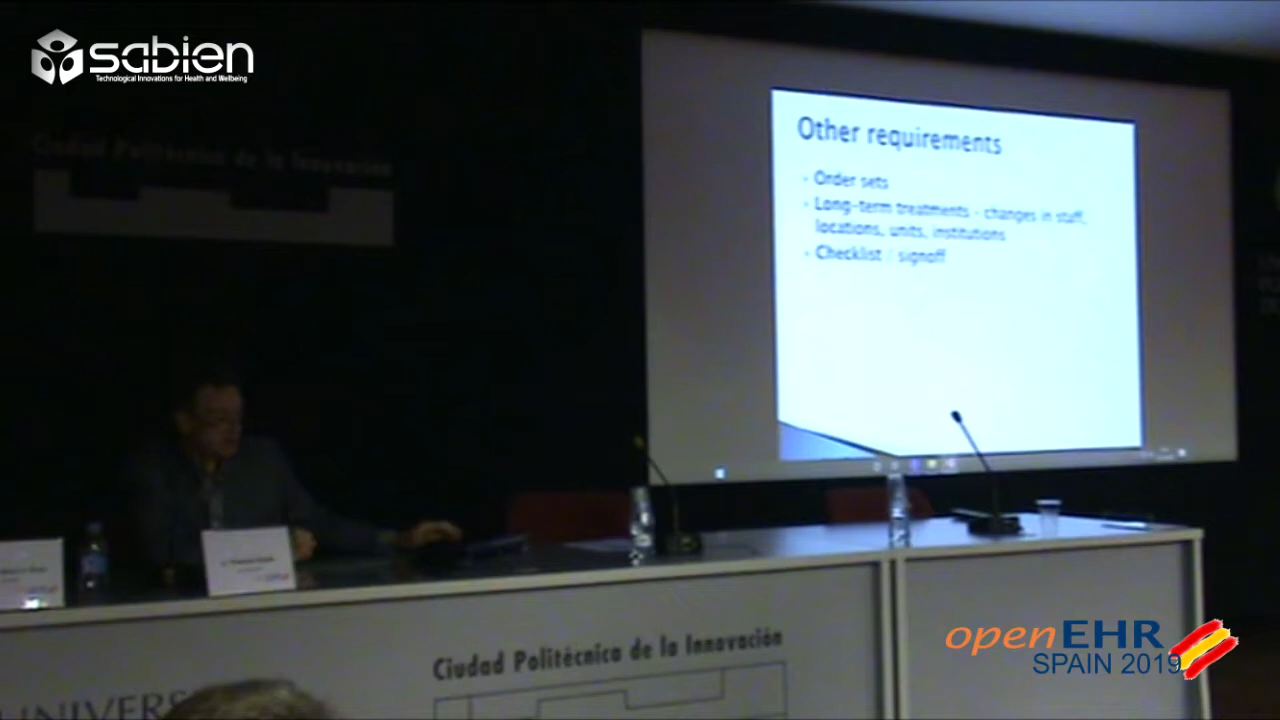 sabien
Technological Innovations for Health and Wellbeing
Ciudad Politécnica de la Innovación
Other requirements
Order sets
Long-term treatments - changes in staff,
locations, units, institutions
Checklist / signoff
Ciudad Politécnica de la Innovación
UNIVERS
openEHR
SPAIN 2019